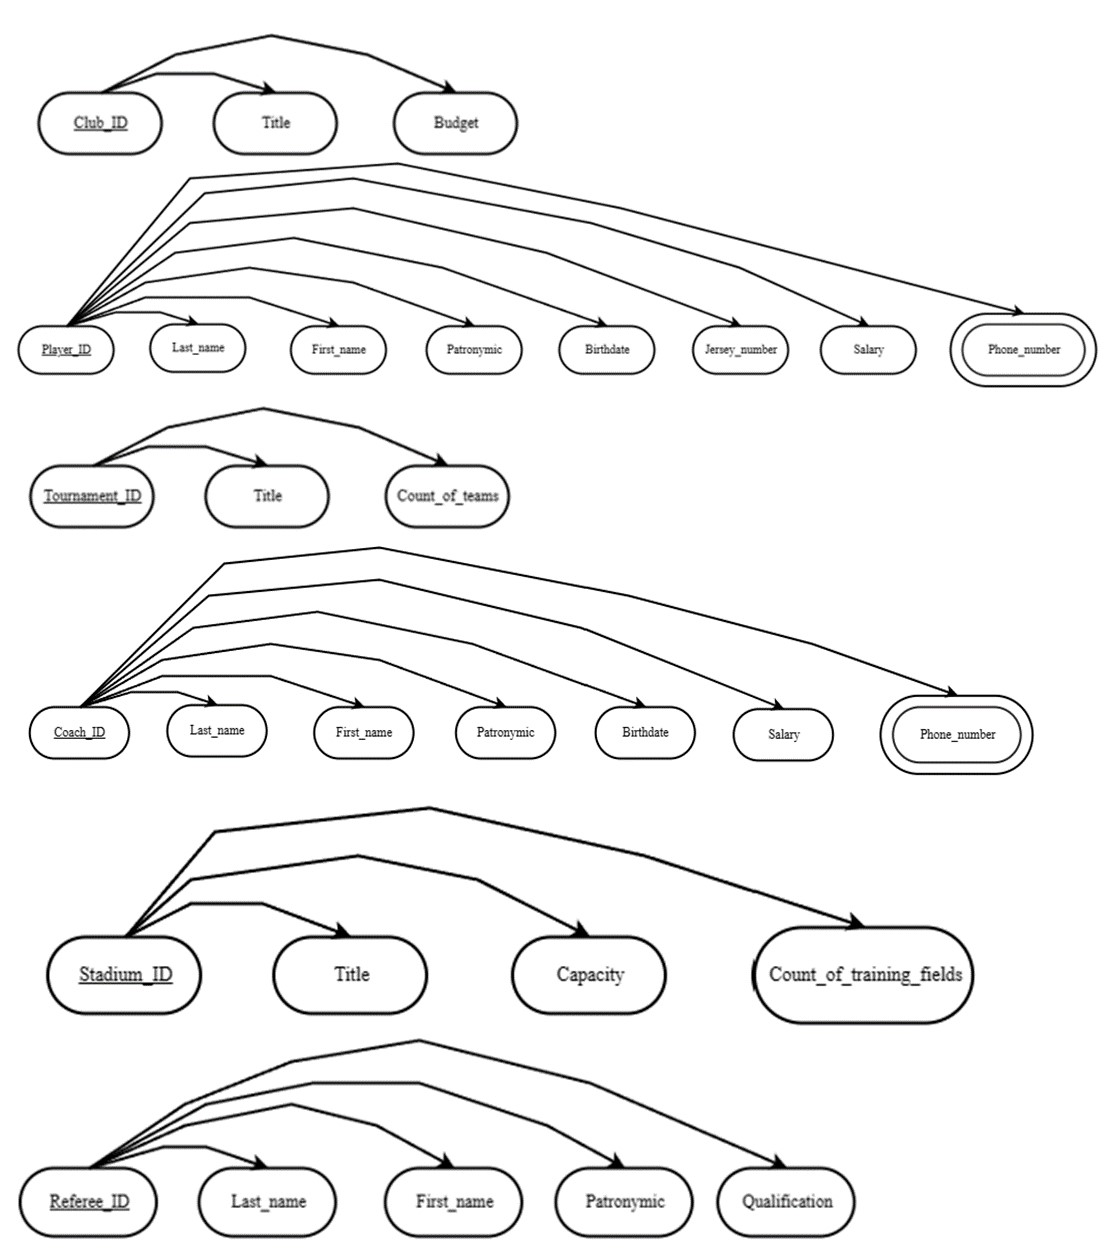 Club_ID Title Budget
Player_ID Last_name First_name Patronymic Birthdate Jersey_number Salary Phone_number
Tournament_ID Title Count_of_teams
Coach_ID Last_name First_name Patronymic Birthdate Salary Phone_number
Stadium_ID Title Capacity Count_of_training_fields
Referee_ID Last_name First_name Patronymic Qualification